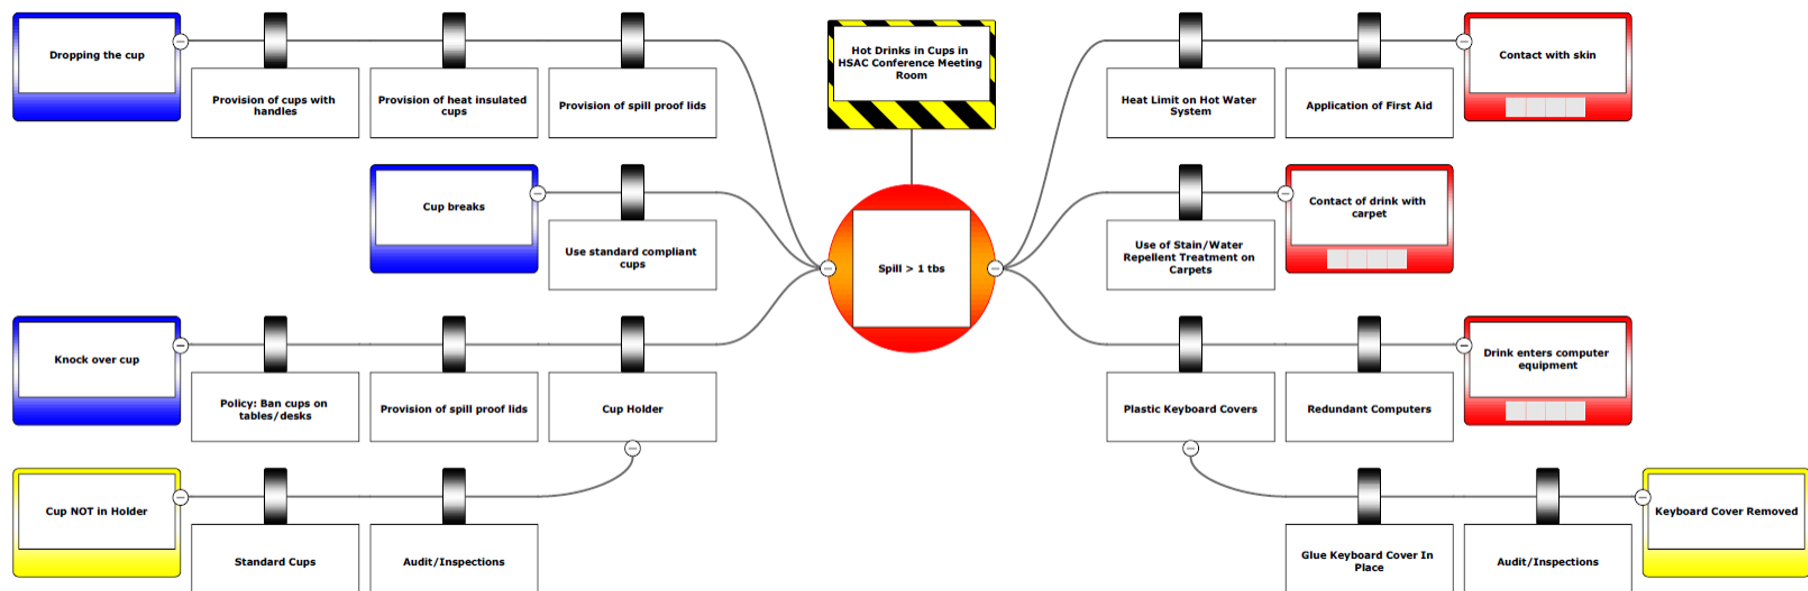 Dropping the cup
Provision of cups with
handles
Provision of heat insulated
cups
Provision of spill proof lids
Hot Drinks in Cups in
HSAC Conference Meeting
Room
Heat Limit on Hot Water
System
Application of First Aid
Contact with skin
Cup breaks
Use standard compliant
cups
Spill > 1 tbs
Use of Stain/Water
Repellent Treatment on
Carpets
Contact of drink with
carpet
Knock over cup
Policy: Ban cups on
tables/desks
Provision of spill proof lids
Cup Holder
Plastic Keyboard Covers
Redundant Computers
Drink enters computer
equipment
Cup NOT in Holder
Standard Cups
Audit/Inspections
Glue Keyboard Cover In
Place
Audit/Inspections
Keyboard Cover Removed